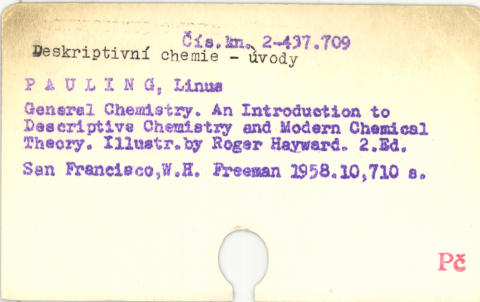 Čís.kn. 2-437.709
Deskriptivní chemie - úvody
P A U L I N G, Linus
General Chemistry. An Introduction to
Descriptive Chemistry and Modern Chemical
Theory. Illustr.by Roger Hayward. 2.Ed.
San Francisco,W.H. Freeman 1958.10,710 s.
Pč